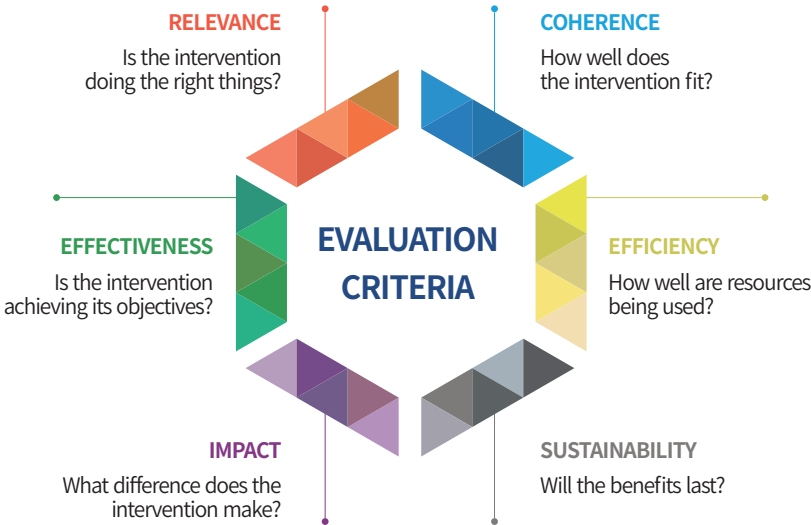 RELEVANCE
Is the intervention
doing the right things?
COHERENCE
How well does
the intervention fit?
EVALUATION
CRITERIA
EFFECTIVENESS
Is the intervention
achieving its objectives?
EFFICIENCY
How well are resources
being used?
IMPACT
What difference does the
intervention make?
SUSTAINABILITY
Will the benefits last?